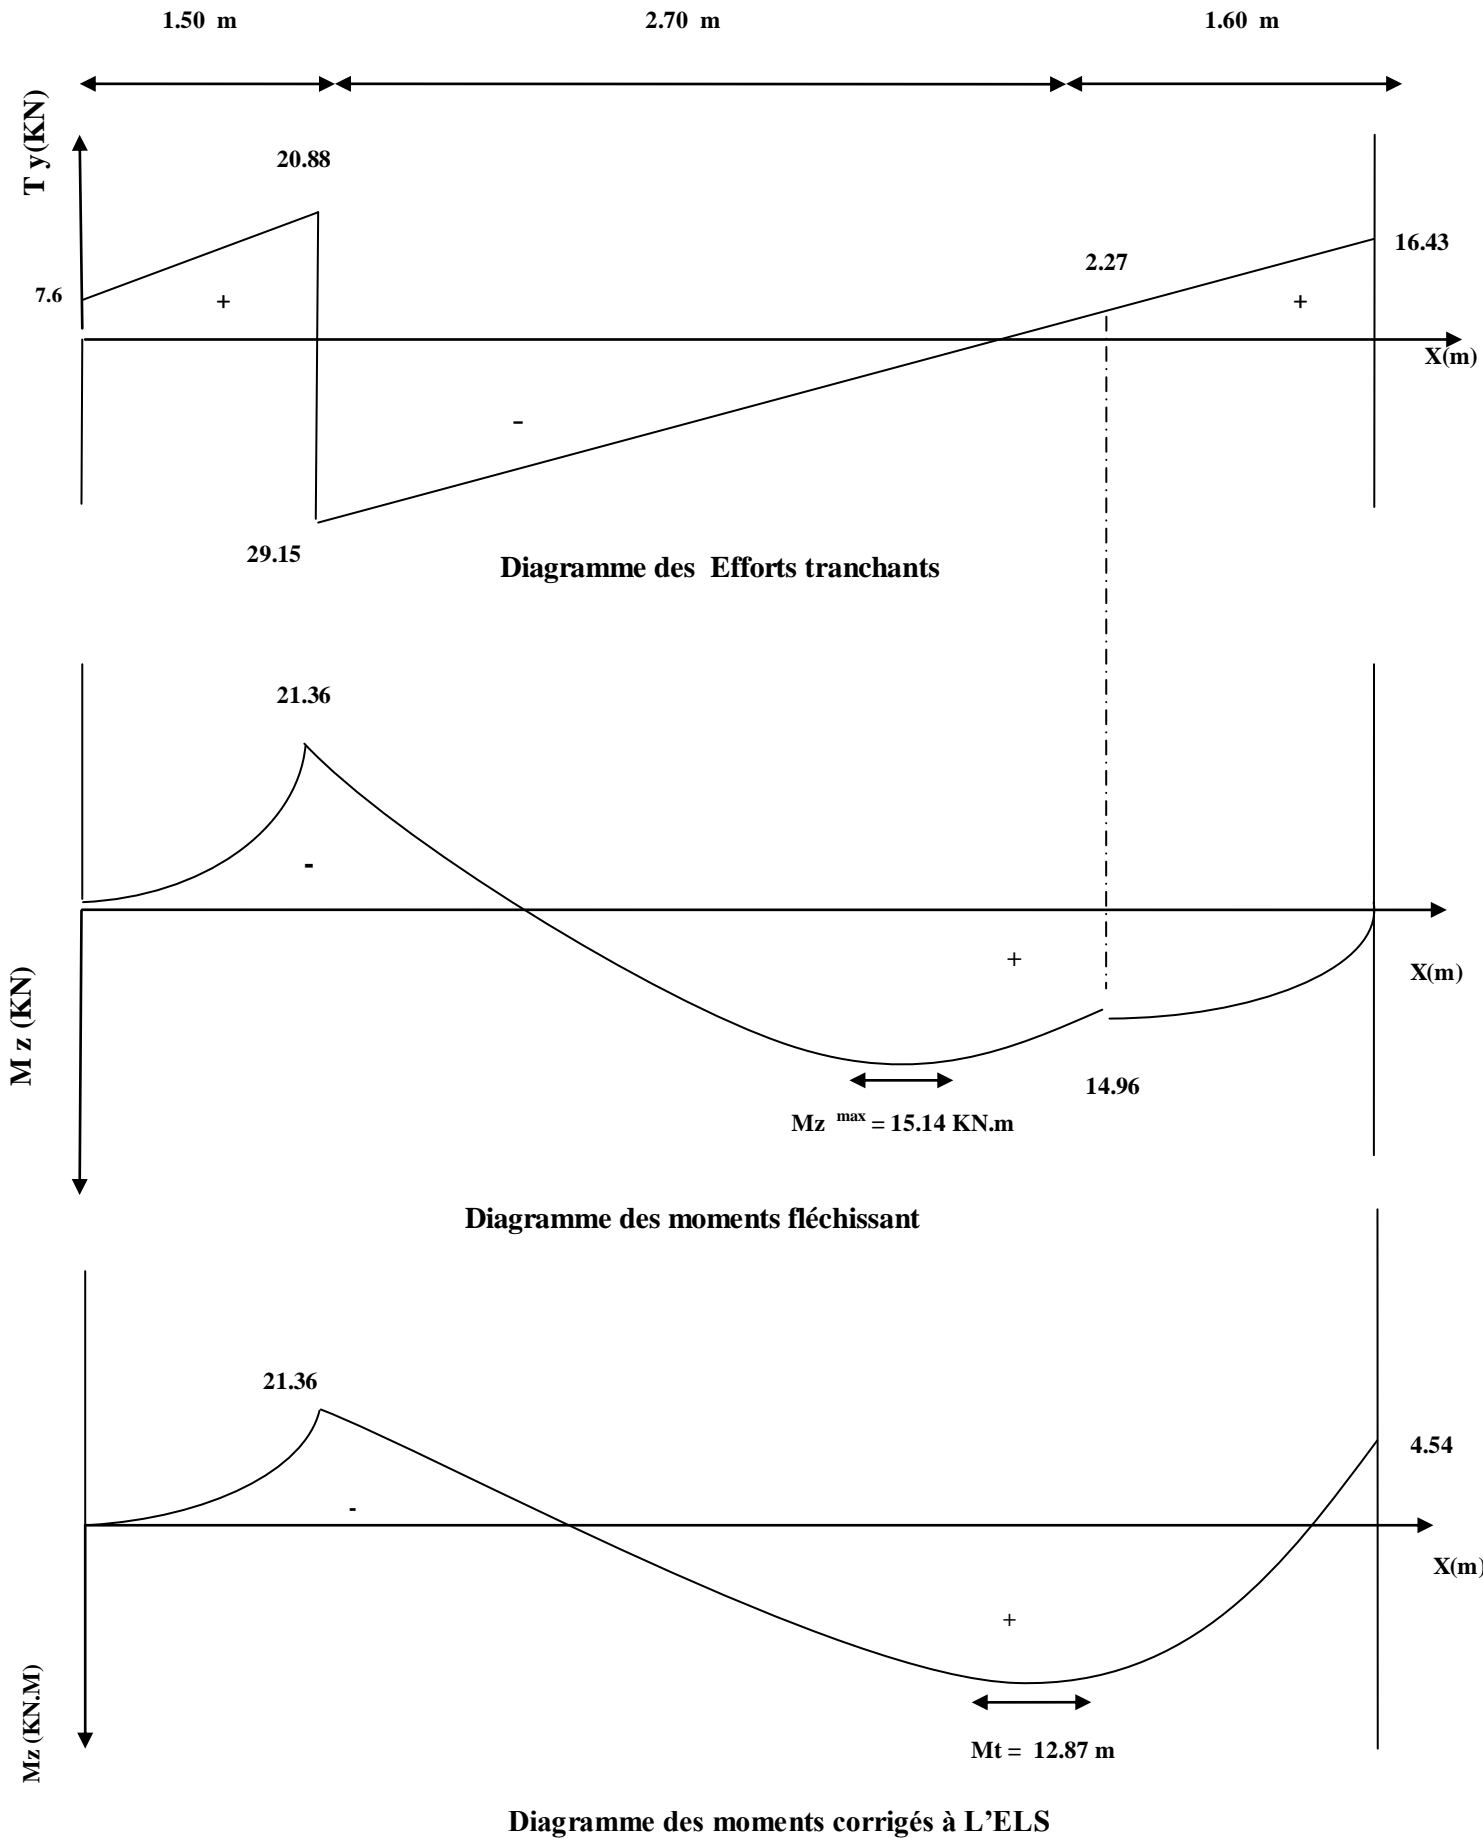 1.50 m
2.70 m
1.60 m
T y(KN)
20.88
16.43
2.27
7.6
+
+
X(m)
-
29.15
Diagramme des Efforts tranchants
21.36
-
+
X(m)
M z (KN)
14.96
Mz max = 15.14 KN.m
Diagramme des moments fléchissant
21.36
4.54
-
X(m)
+
Mz (KN.M)
Mt = 12.87 m
Diagramme des moments corrigés à L’ELS